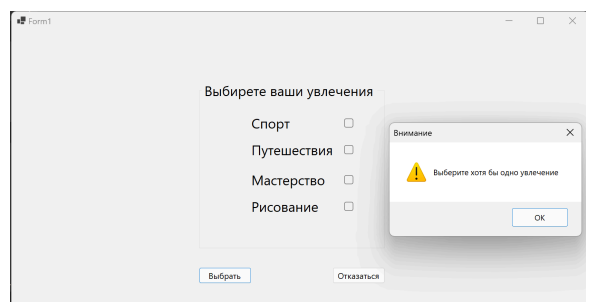 Form1
Выбирете ваши увлечения
Спорт
Путешествия
Мастерство
Рисование
Выбрать
Отказаться
Внимание
Выберите хотя бы одно увлечение
ОК